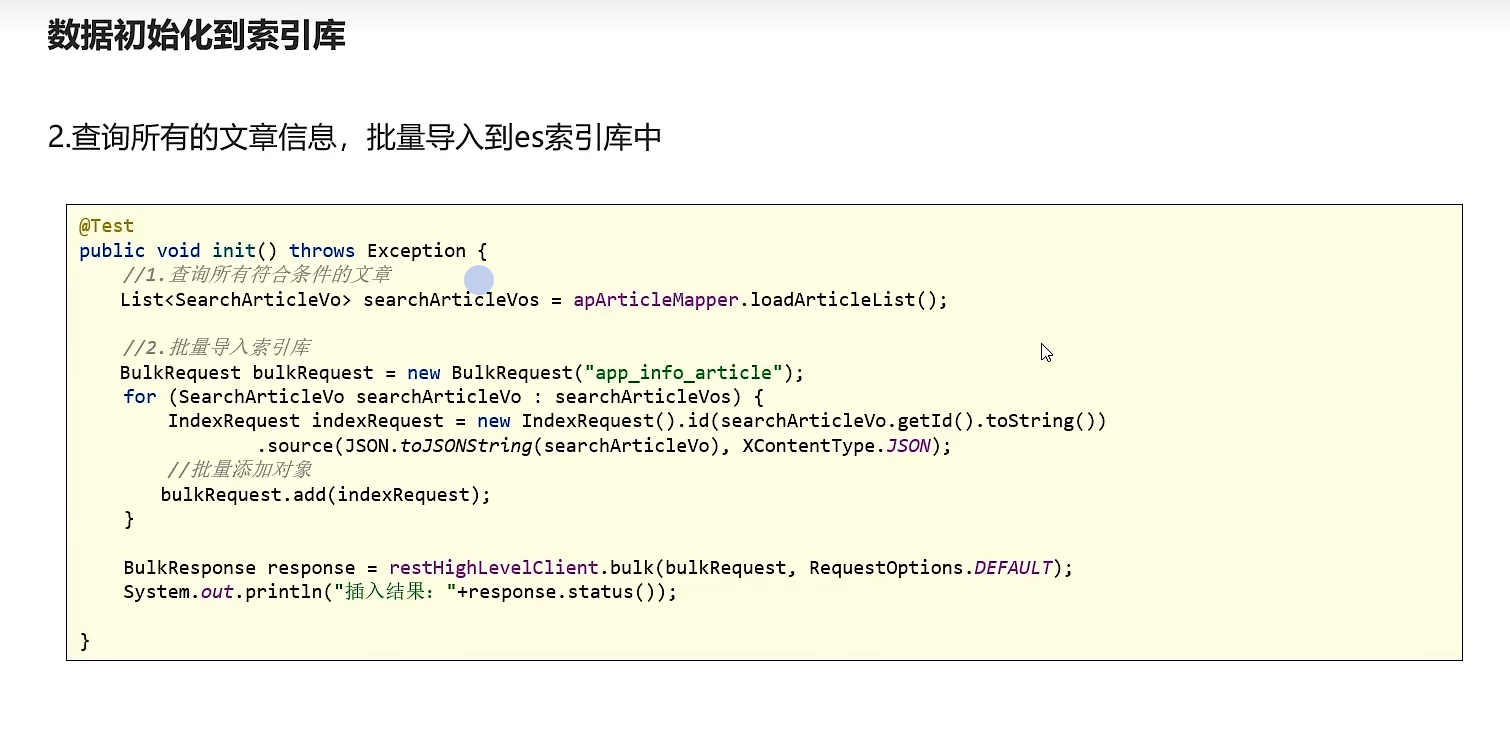 数据初始化到索引库
2.查询所有的文章信息，批量导入到es索引库中
@Test
public void init() throws Exception {
//1.查询所有符合条件的文章
List<SearchArticleVo> searchArticleVos = apArticleMapper.loadArticleList();
//2.批量导入索引库
BulkRequest bulkRequest = new BulkRequest("app_info_article");
for (SearchArticleVo searchArticleVo : searchArticleVos) {
IndexRequest indexRequest = new IndexRequest().id(searchArticleVo.getId().toString())
.source(JSON.toJSONString(searchArticleVo), XContentType.JSON);
//批量添加对象
bulkRequest.add(indexRequest);
}
BulkResponse response = restHighLevelClient.bulk(bulkRequest, RequestOptions.DEFAULT);
System.out.println("插入结果："+response.status());
}